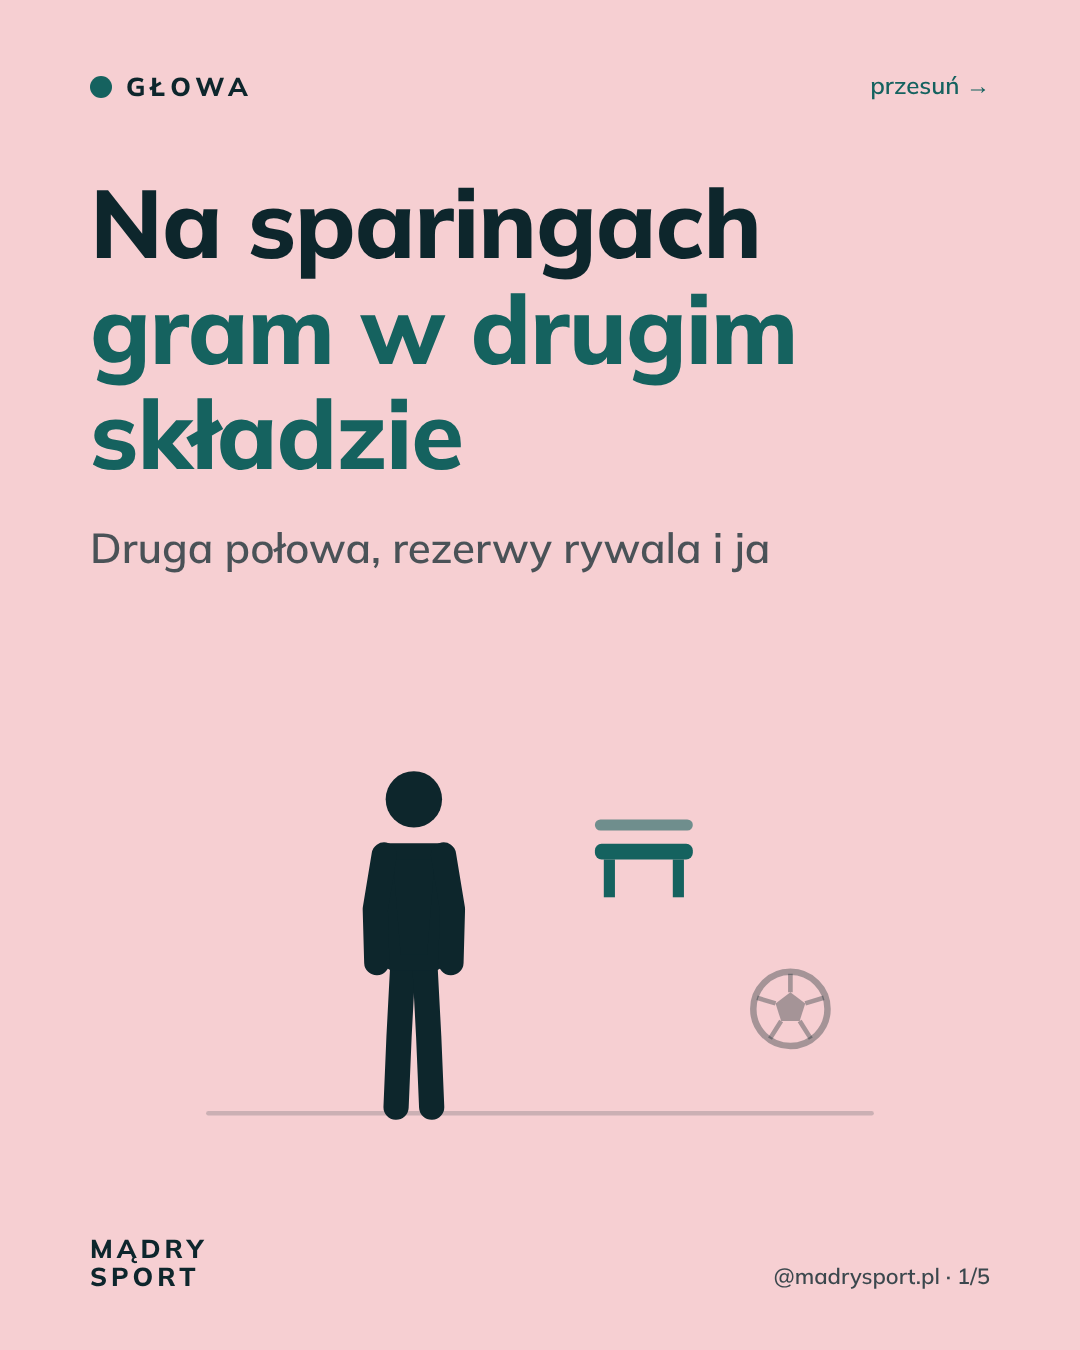 GŁOWA
przesuń →
Na sparingach
gram w drugim
składzie
Druga połowa, rezerwy rywala i ja
MĄDRY
SPORT
@madrysport.pl · 1/5